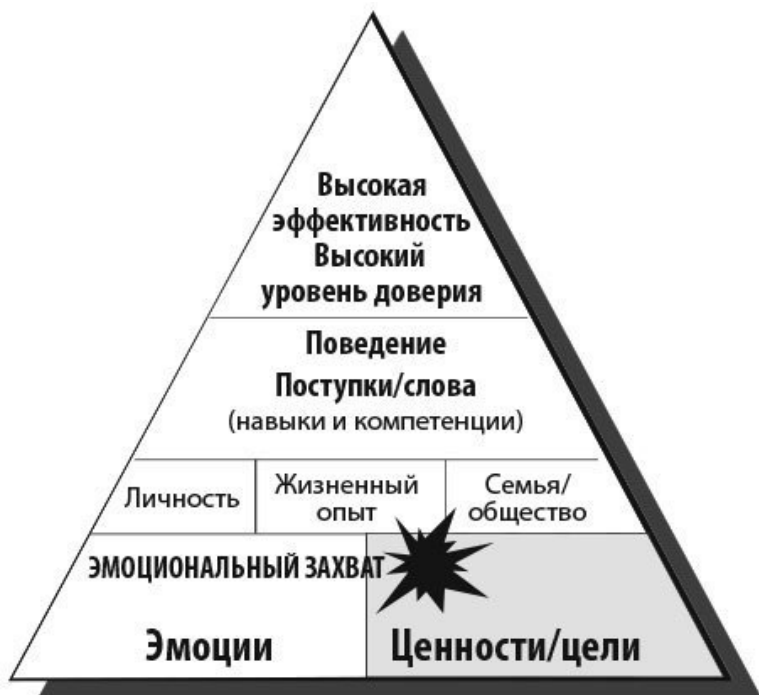 Высокая
эффективность
Высокий
уровень доверия
Поведение
Поступки/слова
(навыки и компетенции)
Личность
Жизненный
опыт
Семья/
общество
ЭМОЦИОНАЛЬНЫЙ ЗАХВАТ
Эмоции
Ценности/цели